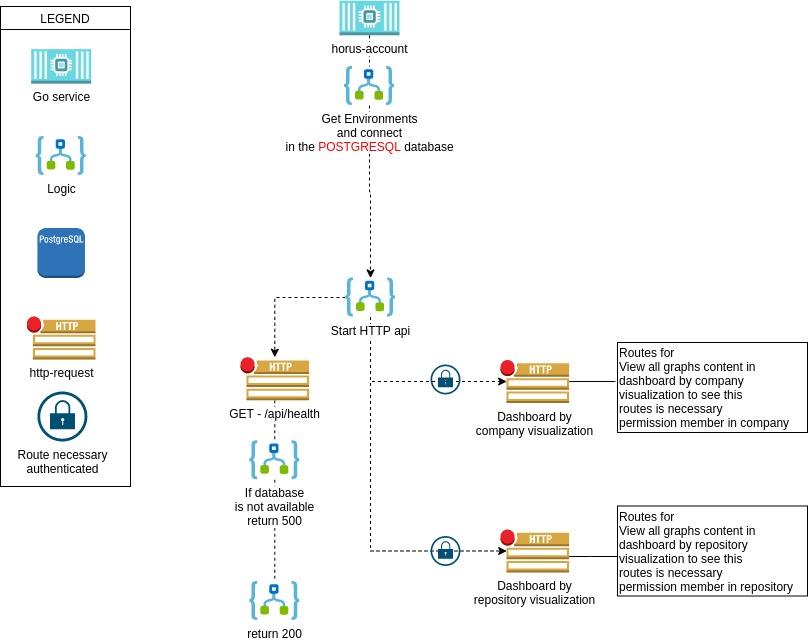 LEGEND
Go service
Logic
PostgreSQL
HTTP
http-request
Route necessary
authenticated
horus-account
Get Environments
and connect
in the POSTGRESQL database
Start HTTP api
HTTP
GET - /api/health
If database
is not available
return 500
return 200
HTTP
Dashboard by
company visualization
Routes for
View all graphs content in
dashboard by company
visualization to see this
routes is necessary
permission member in company
HTTP
Dashboard by
repository visualization
Routes for
View all graphs content in
dashboard by repository
visualization to see this
routes is necessary
permission member in repository